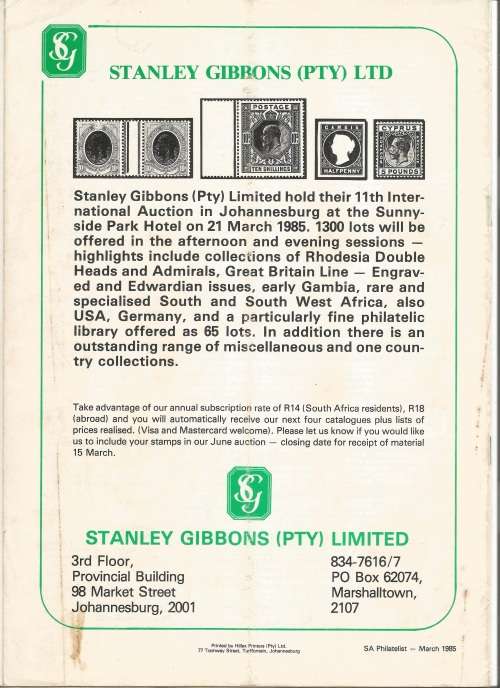 SG
STANLEY GIBBONS (PTY) LTD
POSTAGE
TEN SHILLINGS
GAMBIA
HALFPENNY
CYPRUS
5 POUNDS
Stanley Gibbons (Pty) Limited hold their 11th Inter-
national Auction in Johannesburg at the Sunny-
side Park Hotel on 21 March 1985. 1300 lots will be
offered in the afternoon and evening sessions —
highlights include collections of Rhodesia Double
Heads and Admirals, Great Britain Line — Engrav-
ed and Edwardian issues, early Gambia, rare and
specialised South and South West Africa, also
USA, Germany, and a particularly fine philatelic
library offered as 65 lots. In addition there is an
outstanding range of miscellaneous and one coun-
try collections.
Take advantage of our annual subscription rate of R14 (South Africa residents), R18
(abroad) and you will automatically receive our next four catalogues plus lists of
prices realised. (Visa and Mastercard welcome). Please let us know if you would like
us to include your stamps in our June auction — closing date for receipt of material
15 March.
SG
STANLEY GIBBONS (PTY) LIMITED
3rd Floor,
Provincial Building
98 Market Street
Johannesburg, 2001
834-7616/7
PO Box 62074,
Marshalltown,
2107
Printed by Hillex Printers (Pty) Ltd.
77 Tramway Street, Turffontein, Johannesburg
SA Philatelist — March 1985